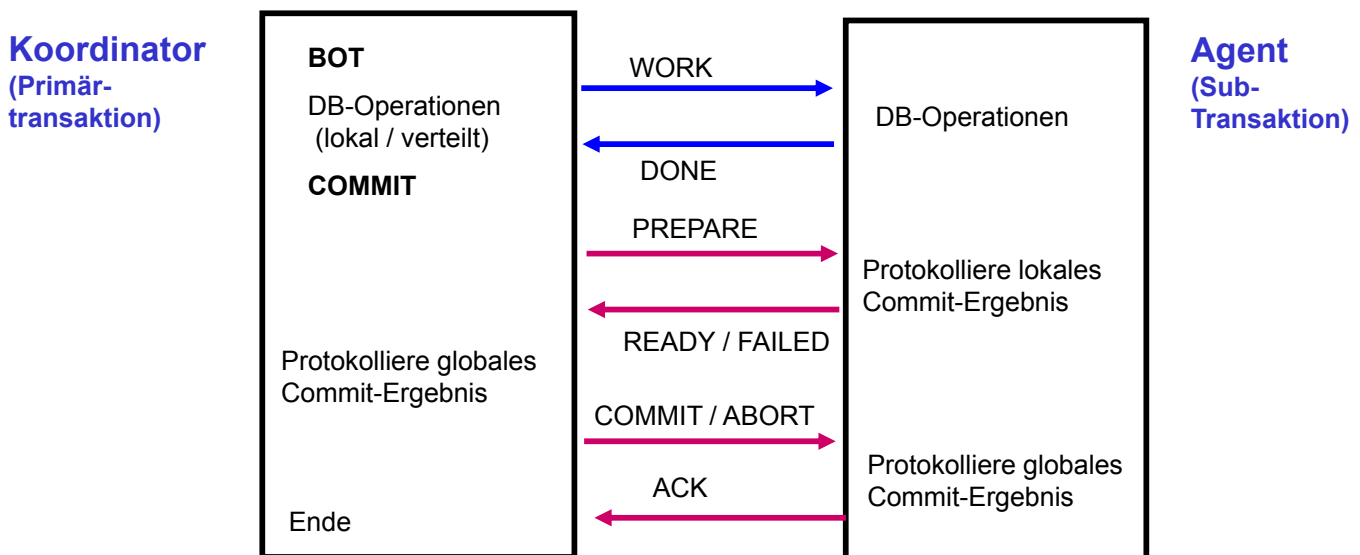 Koordinator
(Primär-
transaktion)
BOT
DB-Operationen
(lokal / verteilt)
COMMIT
Protokolliere globales
Commit-Ergebnis
Ende
WORK
DONE
PREPARE
READY / FAILED
COMMIT / ABORT
ACK
DB-Operationen
Protokolliere lokales
Commit-Ergebnis
Protokolliere globales
Commit-Ergebnis
Agent
(Sub-
Transaktion)